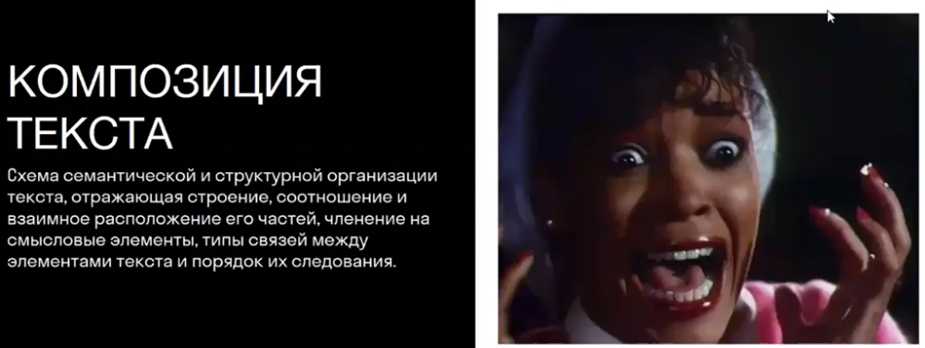 КОМПОЗИЦИЯ
ТЕКСТА
Схема семантической и структурной организации
текста, отражающая строение, соотношение и
взаимное расположение его частей, членение на
смысловые элементы, типы связей между
элементами текста и порядок их следования.